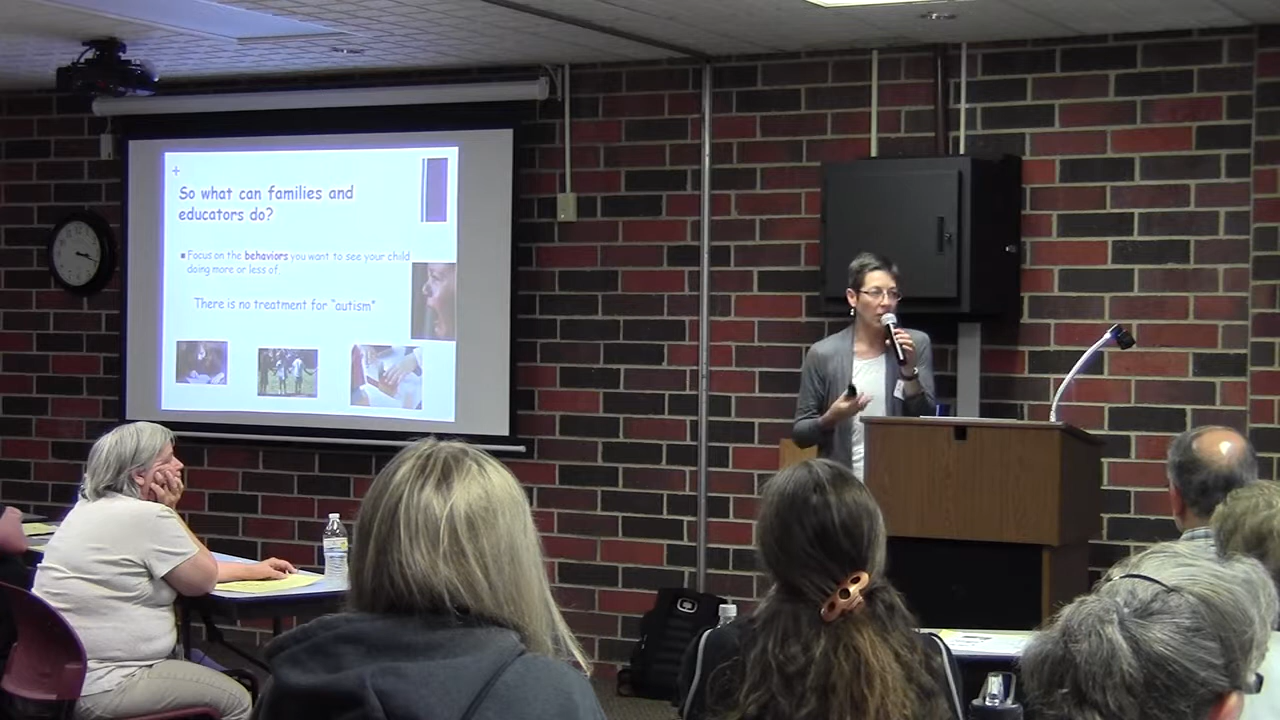 +
So what can families and
educators do?
■ Focus on the behaviors you want to see your child
doing more or less of.
There is no treatment for "autism"